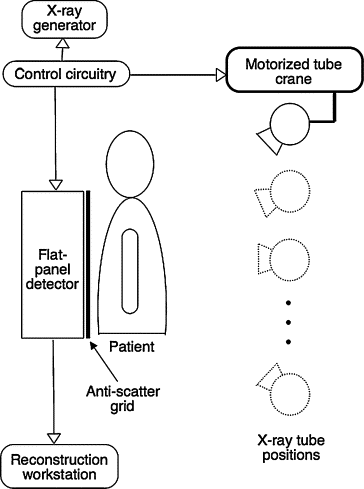 X-ray
generator
Control circuitry
Motorized tube
crane
Flat-
panel
detector
Patient
Anti-scatter
grid
X-ray tube
positions
Reconstruction
workstation